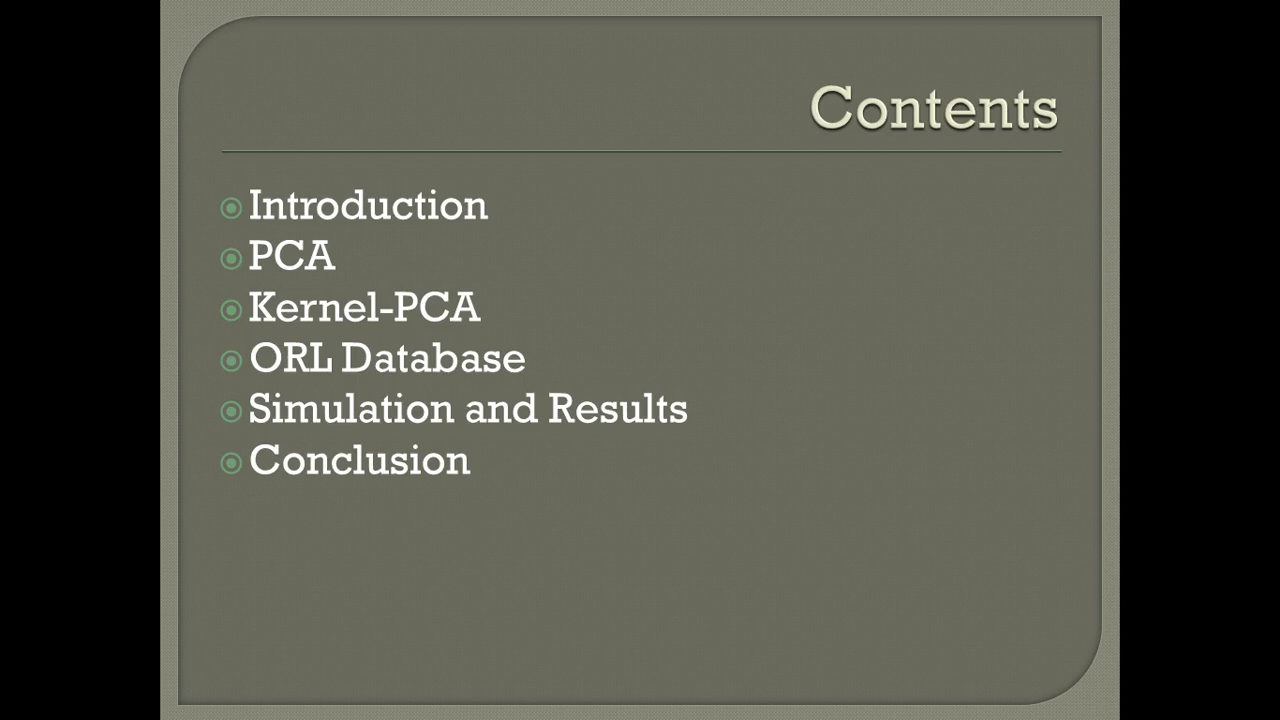 Contents
Introduction
PCA
Kernel-PCA
ORL Database
Simulation and Results
Conclusion